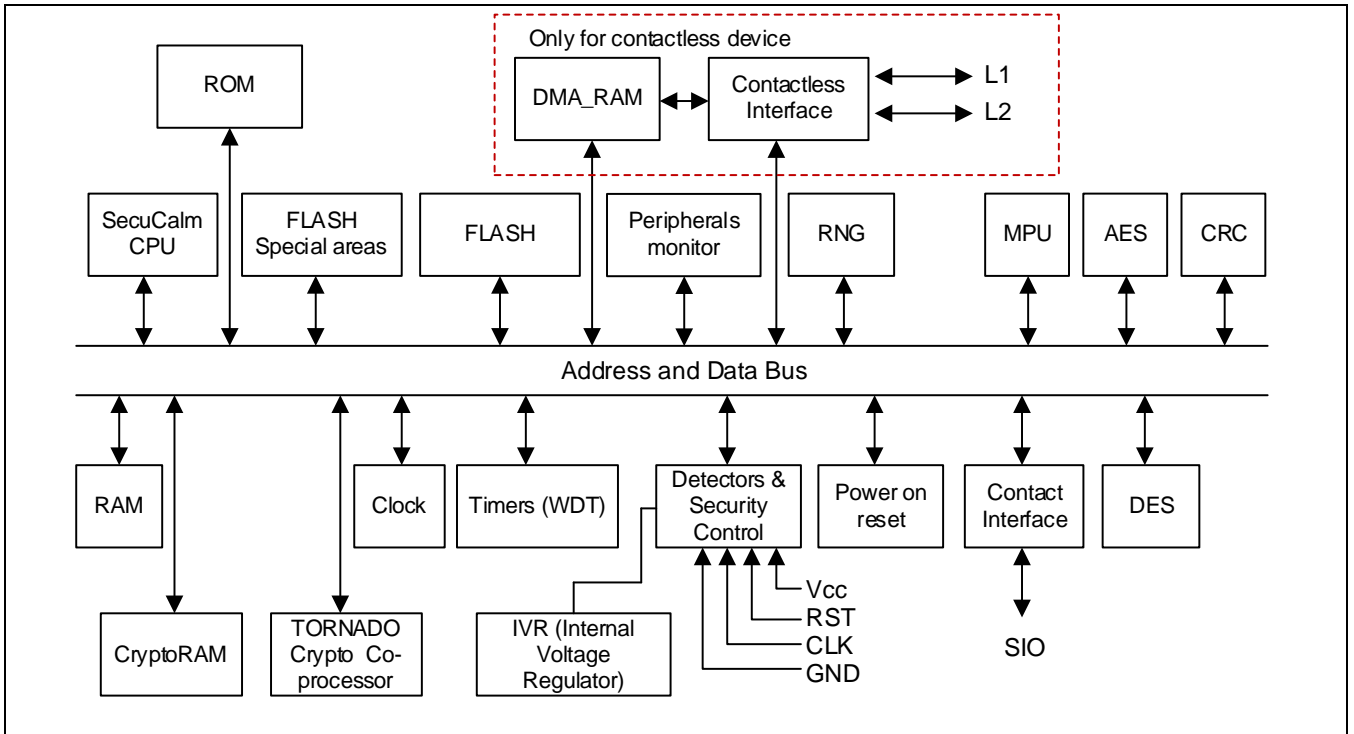 Only for contactless device
ROM
DMA_RAM
Contactless
Interface
L1
L2
SecuCalm
CPU
FLASH
Special areas
FLASH
Peripherals
monitor
RNG
MPU
AES
CRC
Address and Data Bus
RAM
Clock
Timers (WDT)
Detectors &
Security
Control
Power on
reset
Contact
Interface
DES
CryptoRAM
TORNADO
Crypto Co-
processor
IVR (Internal
Voltage
Regulator)
Vcc
RST
CLK
GND
SIO